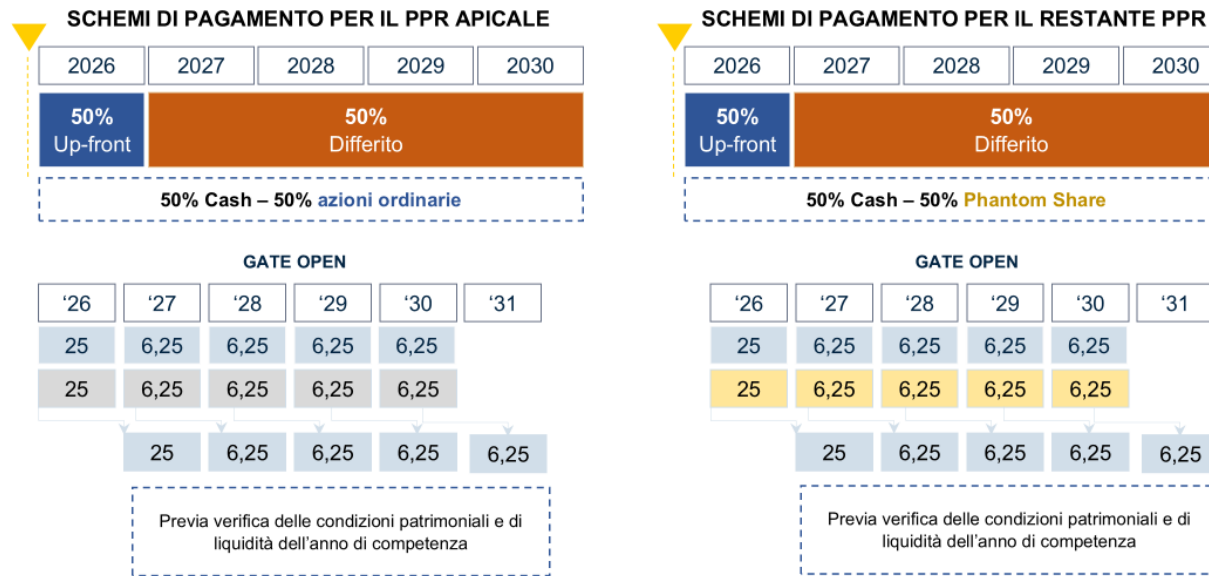 SCHEMI DI PAGAMENTO PER IL PPR APICALE
2026 2027 2028 2029 2030
50% 50%
Up-front Differito
50% Cash – 50% azioni ordinarie
GATE OPEN
‘26 ‘27 ‘28 ‘29 ‘30 ‘31
25 6,25 6,25 6,25 6,25
25 6,25 6,25 6,25 6,25
25 6,25 6,25 6,25 6,25
Previa verifica delle condizioni patrimoniali e di
liquidità dell’anno di competenza
SCHEMI DI PAGAMENTO PER IL RESTANTE PPR
2026 2027 2028 2029 2030
50% 50%
Up-front Differito
50% Cash – 50% Phantom Share
GATE OPEN
‘26 ‘27 ‘28 ‘29 ‘30 ‘31
25 6,25 6,25 6,25 6,25
25 6,25 6,25 6,25 6,25
25 6,25 6,25 6,25 6,25
Previa verifica delle condizioni patrimoniali e di
liquidità dell’anno di competenza